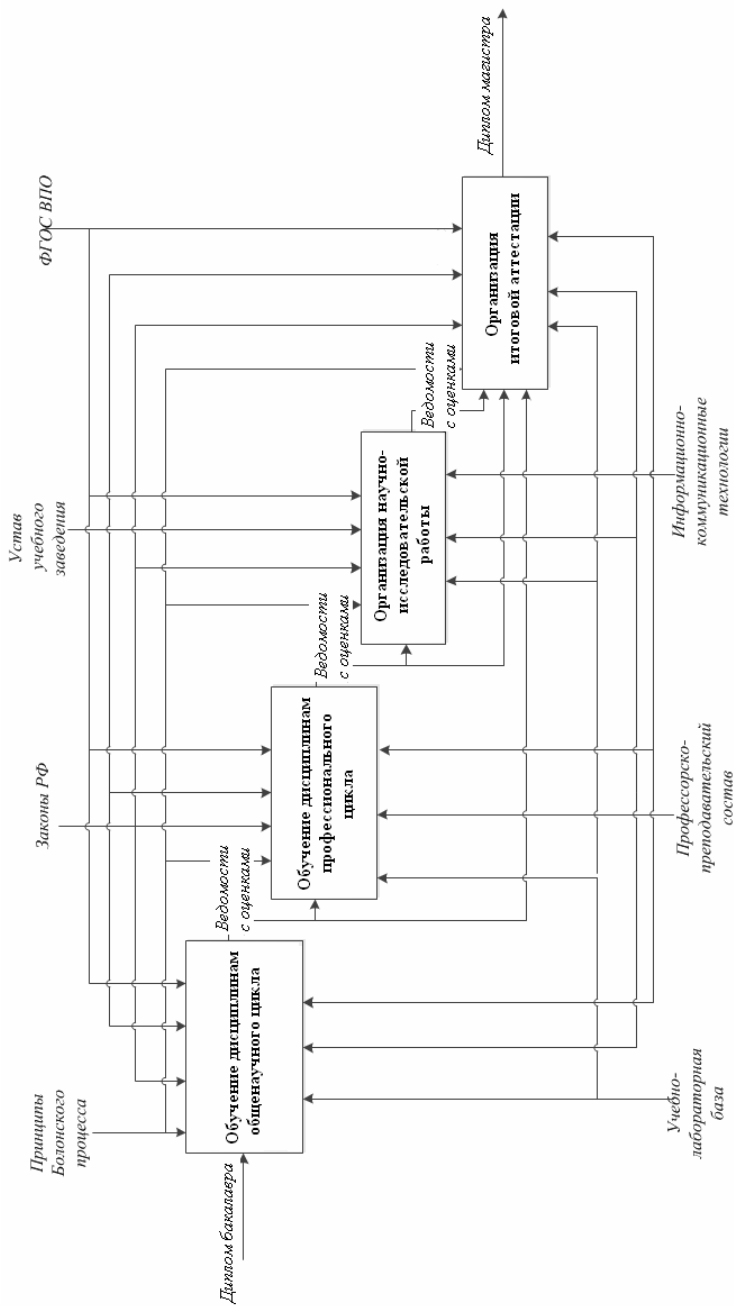 Принципы
Болонского
процесса
Законы РФ
Устав
учебного
заведения
ФГОС ВПО
Диплом бакалавра
Обучение дисциплинам
общенаучного цикла
Ведомости
с оценками
Обучение дисциплинам
профессионального
цикла
Ведомости
с оценками
Организация научно-
исследовательской
работы
Ведомости
с оценками
Организация
итоговой аттестации
Диплом магистра
Учебно-
лабораторная
база
Профессорско-
преподавательский
состав
Информационно-
коммуникационные
технологии